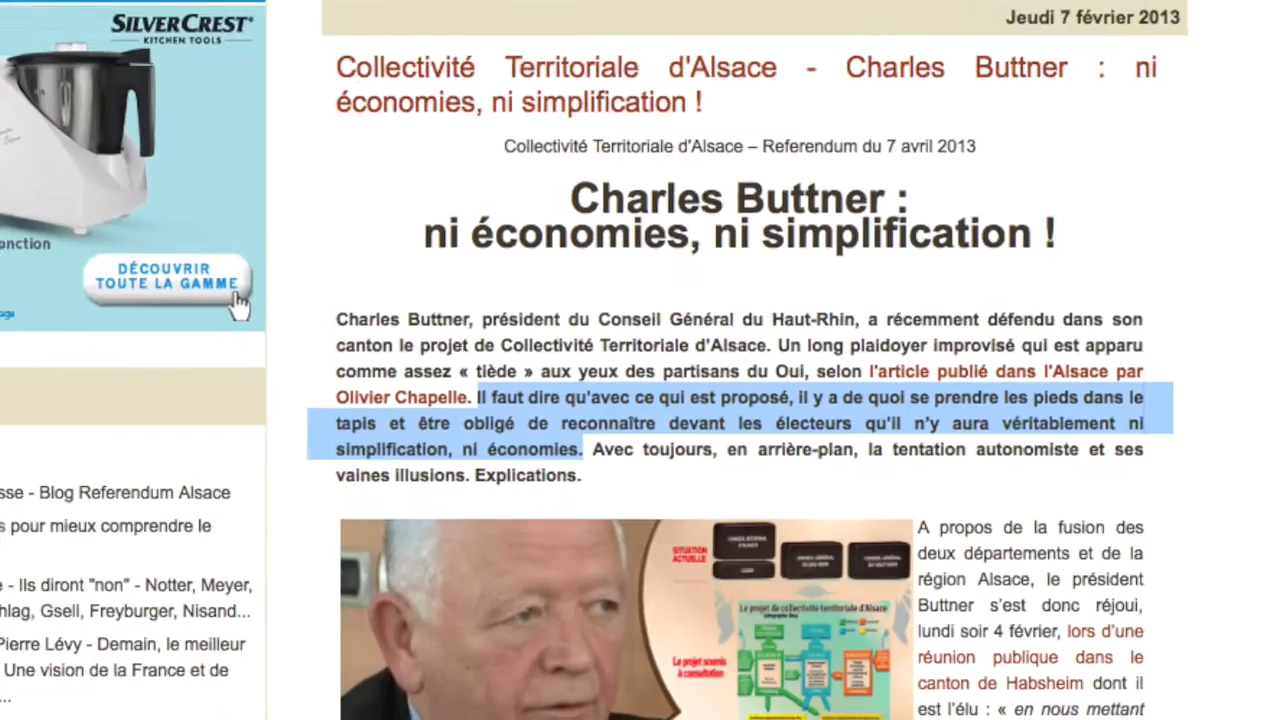 SILVERCREST®
KITCHEN TOOLS
DÉCOUVRIR
TOUTE LA GAMME
Jeudi 7 février 2013
Collectivité Territoriale d'Alsace - Charles Buttner : ni
économies, ni simplification !
Collectivité Territoriale d'Alsace – Referendum du 7 avril 2013
Charles Buttner :
ni économies, ni simplification !
Charles Buttner, président du Conseil Général du Haut-Rhin, a récemment défendu dans son
canton le projet de Collectivité Territoriale d'Alsace. Un long plaidoyer improvisé qui est apparu
comme assez « tiède » aux yeux des partisans du Oui, selon l'article publié dans l'Alsace par
Olivier Chapelle. Il faut dire qu'avec ce qui est proposé, il y a de quoi se prendre les pieds dans le
tapis et être obligé de reconnaître devant les électeurs qu'il n'y aura véritablement ni
simplification, ni économies. Avec toujours, en arrière-plan, la tentation autonomiste et ses
vaines illusions. Explications.
sse - Blog Referendum Alsace
s pour mieux comprendre le
e - Ils diront "non" - Notter, Meyer,
hlag, Gsell, Freyburger, Nisand...
Pierre Lévy - Demain, le meilleur
Une vision de la France et de
...
SITUATION
ACTUELLE
Le projet de collectivité territoriale d'Alsace
Le projet soumis
à consultation
A propos de la fusion des
deux départements et de la
région Alsace, le président
Buttner s'est donc réjoui,
lundi soir 4 février, lors d'une
réunion publique dans le
canton de Habsheim dont il
est l'élu : « en nous mettant